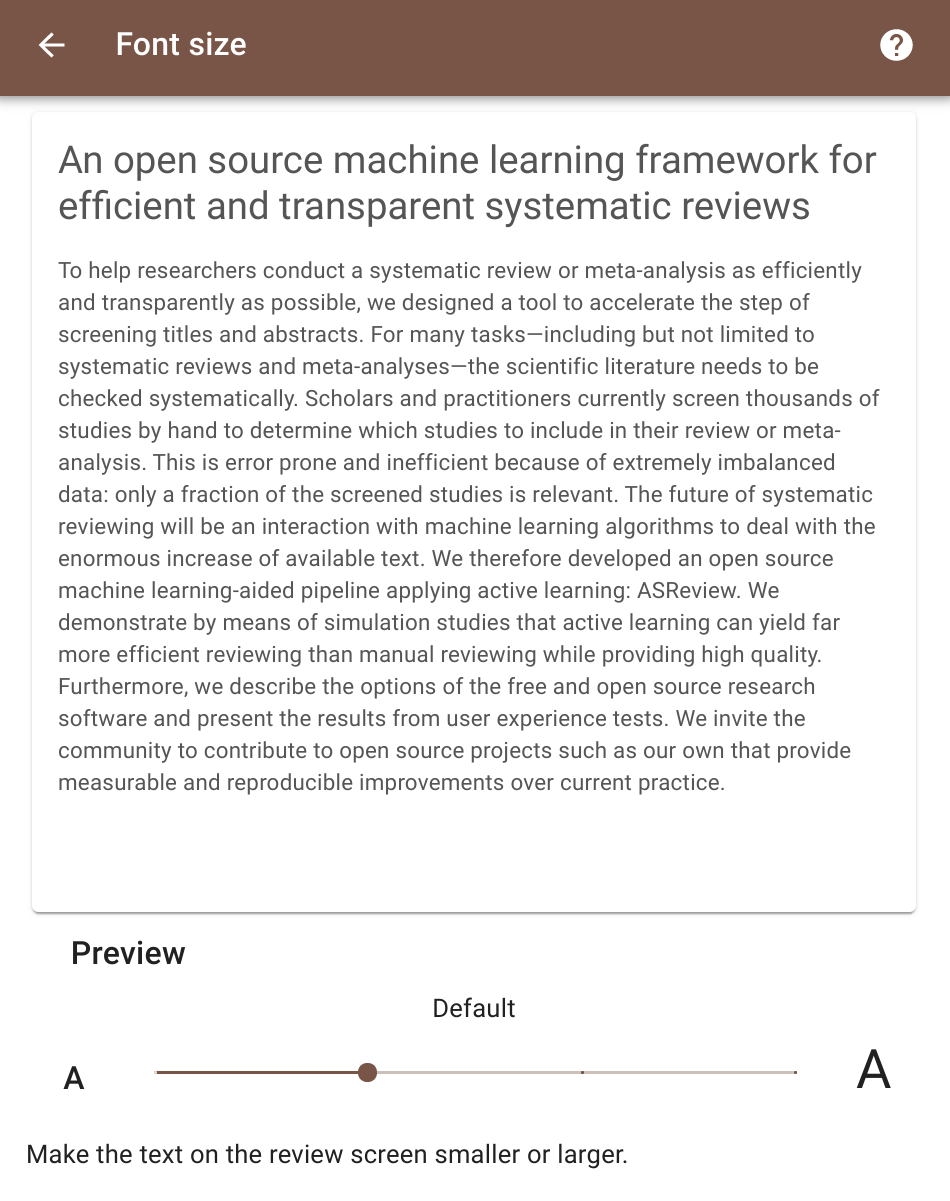 Font size
?
An open source machine learning framework for
efficient and transparent systematic reviews
To help researchers conduct a systematic review or meta-analysis as efficiently
and transparently as possible, we designed a tool to accelerate the step of
screening titles and abstracts. For many tasks—including but not limited to
systematic reviews and meta-analyses—the scientific literature needs to be
checked systematically. Scholars and practitioners currently screen thousands of
studies by hand to determine which studies to include in their review or meta-
analysis. This is error prone and inefficient because of extremely imbalanced
data: only a fraction of the screened studies is relevant. The future of systematic
reviewing will be an interaction with machine learning algorithms to deal with the
enormous increase of available text. We therefore developed an open source
machine learning-aided pipeline applying active learning: ASReview. We
demonstrate by means of simulation studies that active learning can yield far
more efficient reviewing than manual reviewing while providing high quality.
Furthermore, we describe the options of the free and open source research
software and present the results from user experience tests. We invite the
community to contribute to open source projects such as our own that provide
measurable and reproducible improvements over current practice.
Preview
Default
A A
Make the text on the review screen smaller or larger.